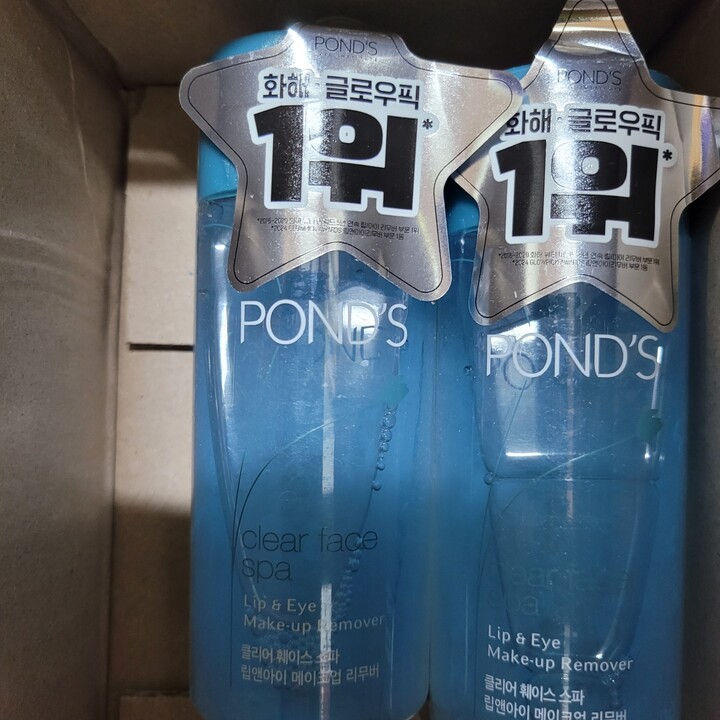 POND'S
화해·글로우픽
1위*
POND'S
clear face
spa
Lip & Eye
Make-up Remover
클리어 훼이스 스파
립앤아이 메이크업 리무버
POND'S
화해·글로우픽
1위*
POND'S
clear face
spa
Lip & Eye
Make-up Remover
클리어 훼이스 스파
립앤아이 메이크업 리무버